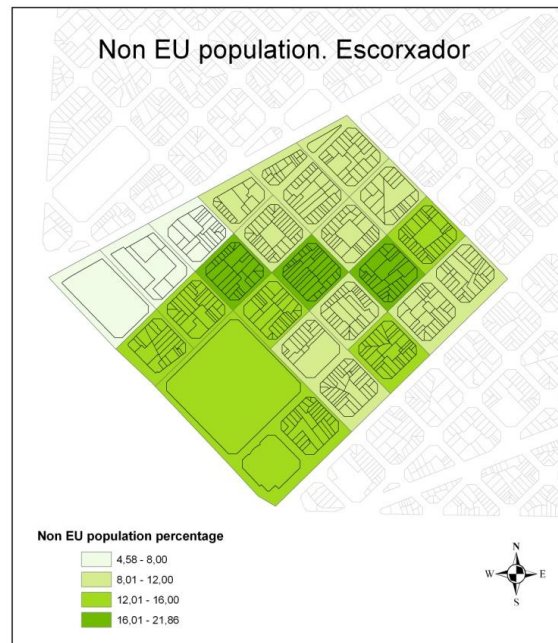 Non EU population. Escorxador
Non EU population percentage
4,58 - 8,00
8,01 - 12,00
12,01 - 16,00
16,01 - 21,86
N
W E
S